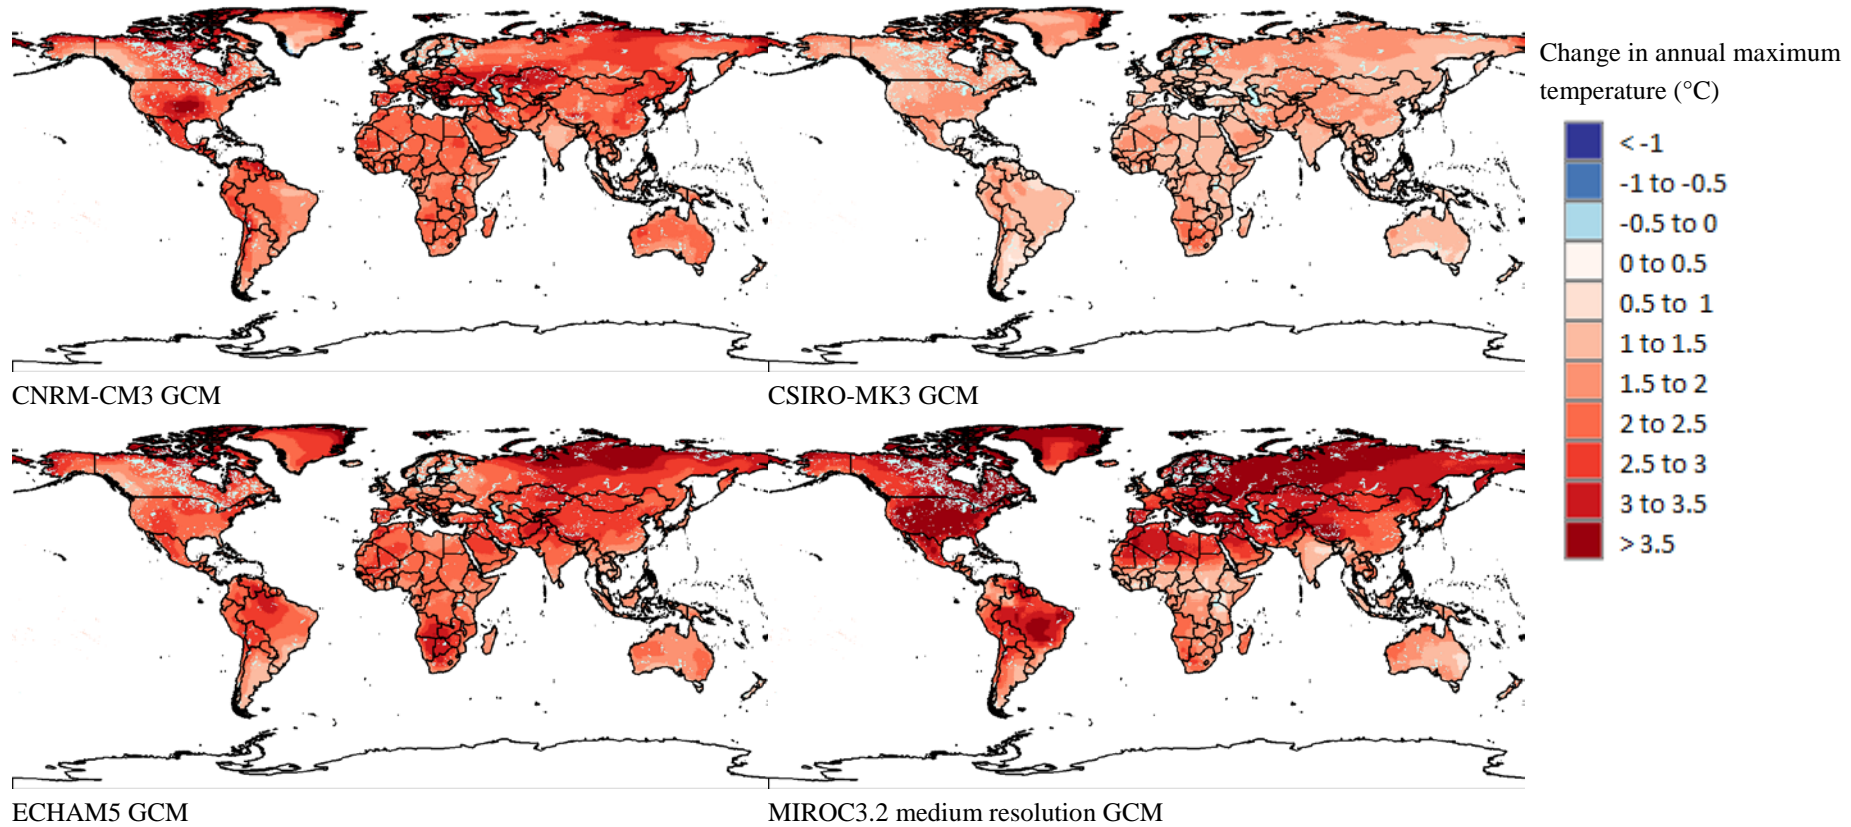 Change in annual maximum
temperature (°C)
< -1
-1 to -0.5
-0.5 to 0
0 to 0.5
0.5 to 1
1 to 1.5
1.5 to 2
2 to 2.5
2.5 to 3
3 to 3.5
> 3.5
CNRM-CM3 GCM
CSIRO-MK3 GCM
ECHAM5 GCM
MIROC3.2 medium resolution GCM